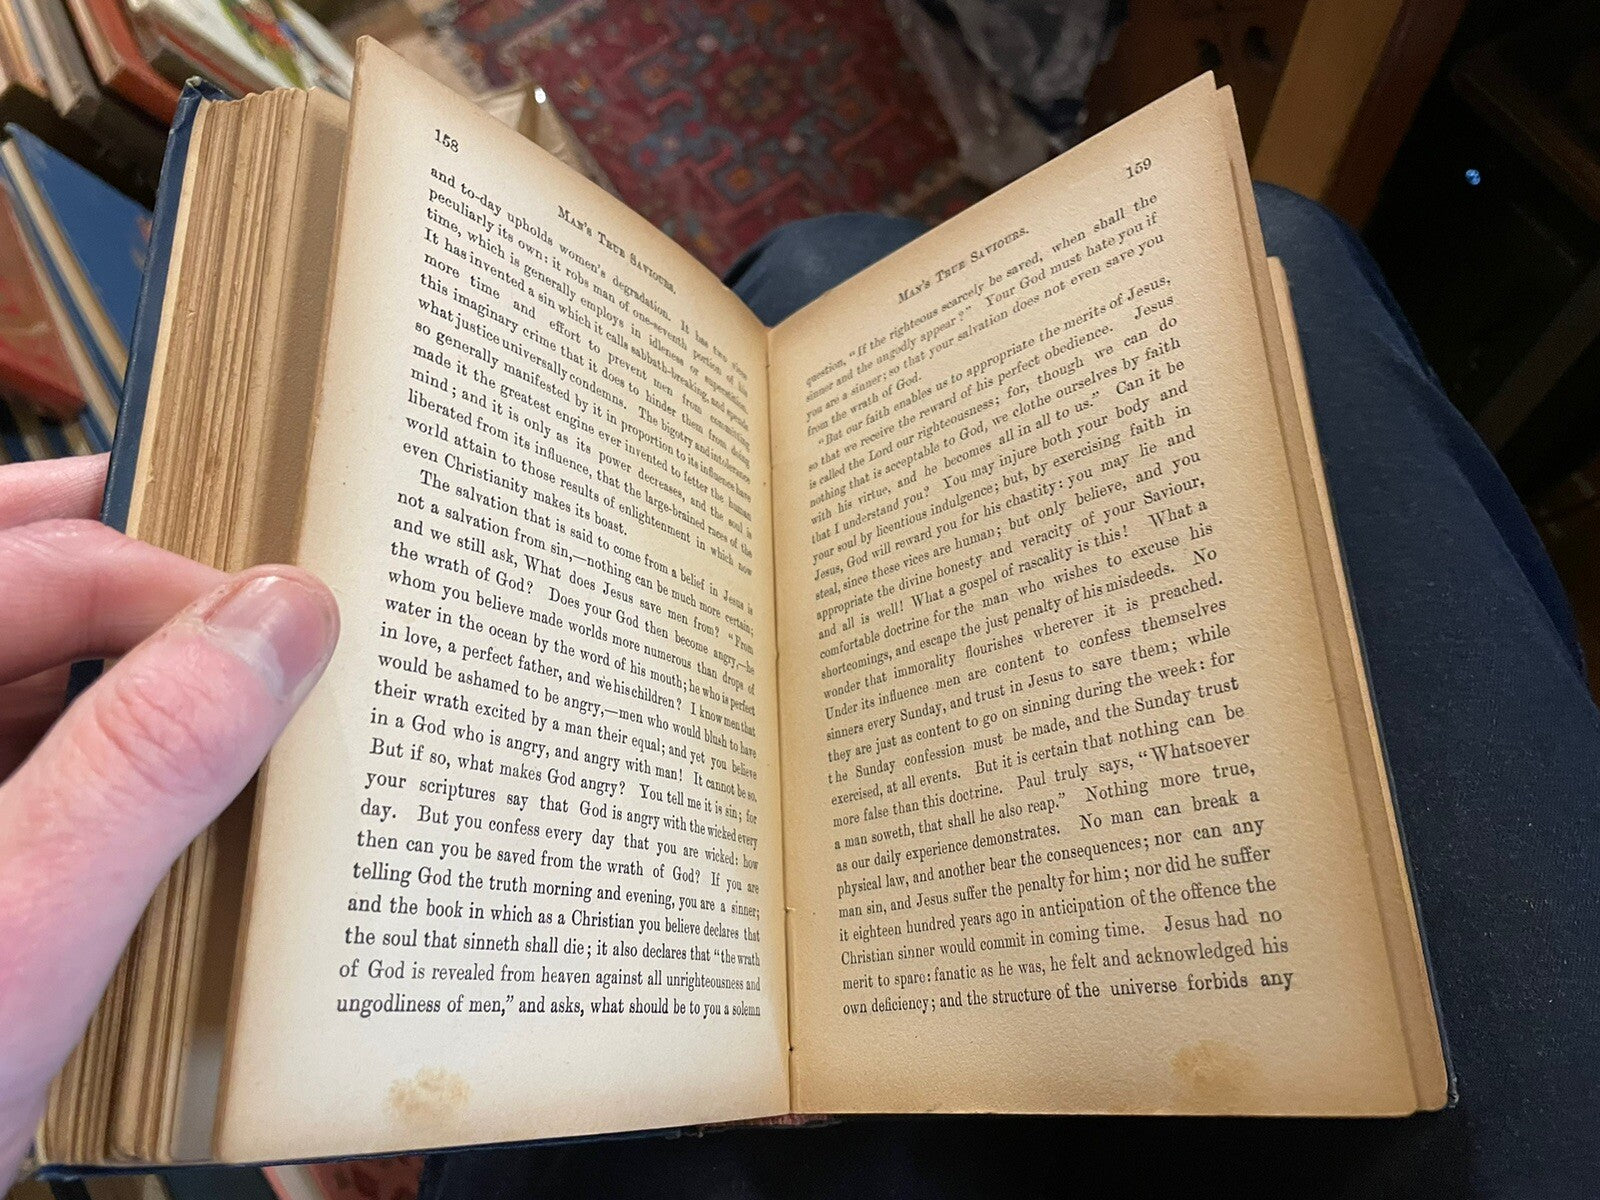 158
MAN'S TRUE SAVIOURS.
and to-day upholds women's degradation. It has two vices
peculiarly its own: it robs man of one-seventh portion of his
time, which is generally employs in idleness or superstition.
It has invented a sin which it calls sabbath-breaking, and spends
more time and effort to prevent men from committing
this imaginary crime that it does to hinder them from doing
what justice universally condemns. The bigotry and intolerance
so generally manifested by it in proportion to its influence have
made it the greatest engine ever invented to fetter the human
mind; and it is only as its power decreases, and the soul is
liberated from its influence, that the large-brained races of the
world attain to those results of enlightenment in which now
even Christianity makes its boast.
The salvation that is said to come from a belief in Jesus is
not a salvation from sin,—nothing can be much more certain;
and we still ask, What does Jesus save men from? "From
the wrath of God? Does your God then become angry,—he
whom you believe made worlds more numerous than drops of
water in the ocean by the word of his mouth; he who is perfect
in love, a perfect father, and we his children? I know men that
would be ashamed to be angry,—men who would blush to have
their wrath excited by a man their equal; and yet you believe
in a God who is angry, and angry with man! It cannot be so.
But if so, what makes God angry? You tell me it is sin; for
your scriptures say that God is angry with the wicked every
day. But you confess every day that you are wicked: how
then can you be saved from the wrath of God? If you are
telling God the truth morning and evening, you are a sinner;
and the book in which as a Christian you believe declares that
the soul that sinneth shall die; it also declares that "the wrath
of God is revealed from heaven against all unrighteousness and
ungodliness of men," and asks, what should be to you a solemn
159
MAN'S TRUE SAVIOURS.
question, "If the righteous scarcely be saved, when shall the
sinner and the ungodly appear?" Your God must hate you if
you are a sinner; so that your salvation does not even save you
from the wrath of God.
"But our faith enables us to appropriate the merits of Jesus,
so that we receive the reward of his perfect obedience. Jesus
is called the Lord our righteousness; for, though we can do
nothing that is acceptable to God, we clothe ourselves by faith
with his virtue, and he becomes all in all to us." Can it be
that I understand you? You may injure both your body and
your soul by licentious indulgence; but, by exercising faith in
Jesus, God will reward you for his chastity: you may lie and
steal, since these vices are human; but only believe, and you
appropriate the divine honesty and veracity of your Saviour,
and all is well! What a gospel of rascality is this! What a
comfortable doctrine for the man who wishes to excuse his
shortcomings, and escape the just penalty of his misdeeds. No
wonder that immorality flourishes wherever it is preached.
Under its influence men are content to confess themselves
sinners every Sunday, and trust in Jesus to save them; while
they are just as content to go on sinning during the week: for
the Sunday confession must be made, and the Sunday trust
exercised, at all events. But it is certain that nothing can be
more false than this doctrine. Paul truly says, "Whatsoever
a man soweth, that shall he also reap." Nothing more true,
as our daily experience demonstrates. No man can break a
physical law, and another bear the consequences; nor can any
man sin, and Jesus suffer the penalty for him; nor did he suffer
it eighteen hundred years ago in anticipation of the offence the
Christian sinner would commit in coming time. Jesus had no
merit to spare: fanatic as he was, he felt and acknowledged his
own deficiency; and the structure of the universe forbids any